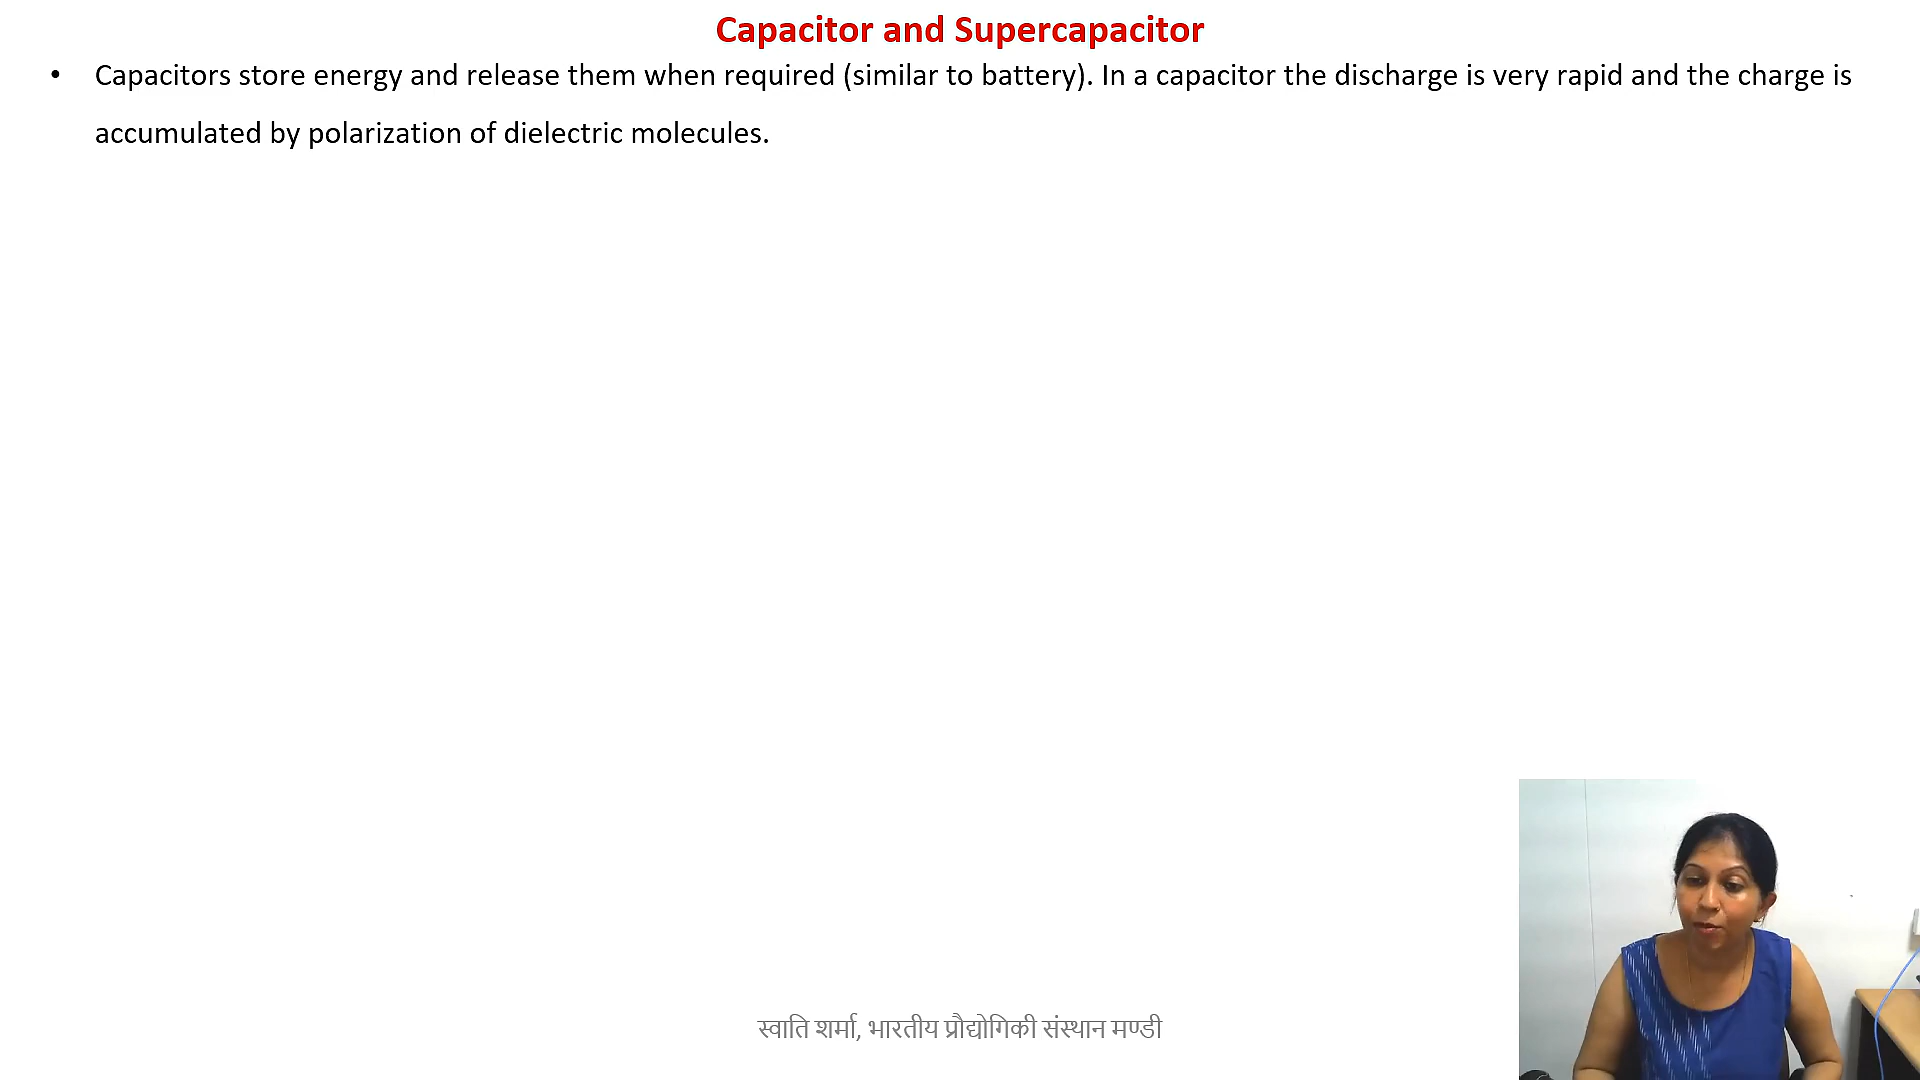 Capacitor and Supercapacitor
• Capacitors store energy and release them when required (similar to battery). In a capacitor the discharge is very rapid and the charge is
accumulated by polarization of dielectric molecules.
स्वाति शर्मा, भारतीय प्रौद्योगिकी संस्थान मण्डी